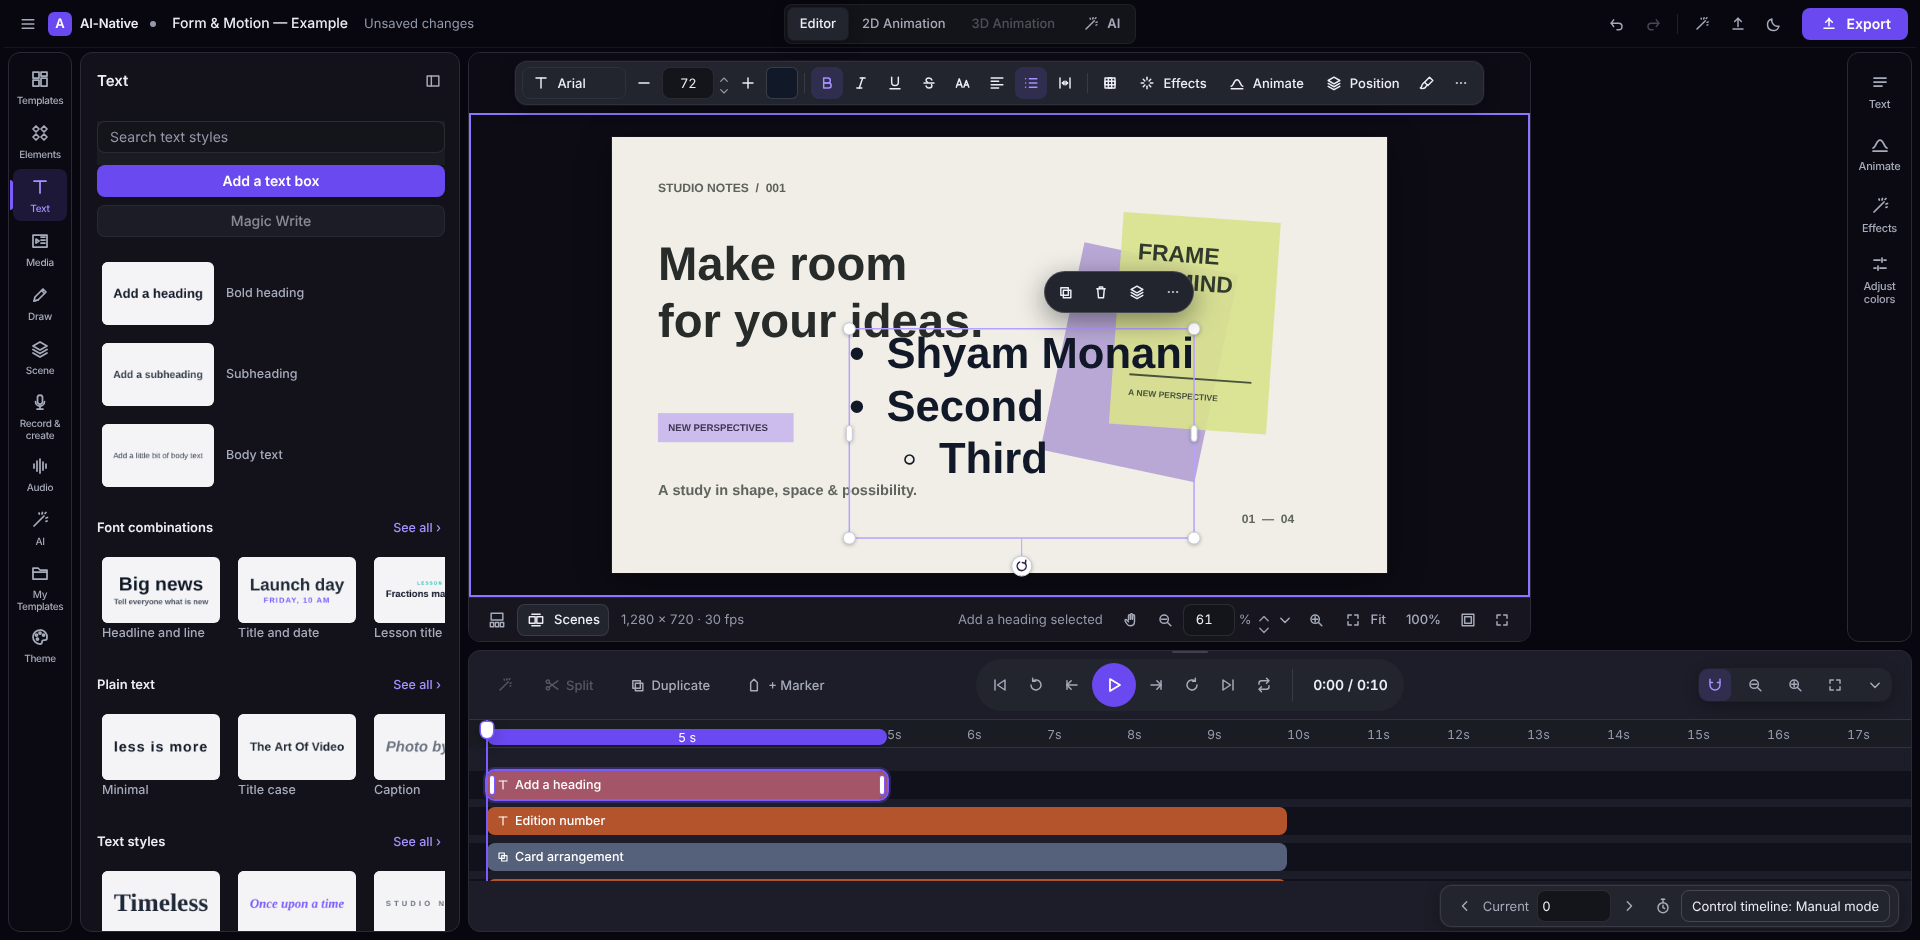 A AI-Native
Form & Motion — Example
Unsaved changes
Editor
2D Animation
3D Animation
AI
Export
Templates
Elements
Text
Media
Draw
Scene
Record &
create
Audio
AI
My
Templates
Theme
Text
Search text styles
Add a text box
Magic Write
Add a heading
Bold heading
Add a subheading
Subheading
Add a little bit of body text
Body text
Font combinations
See all ›
Big news
Tell everyone what is new
Headline and line
Launch day
FRIDAY, 10 AM
Title and date
LESSON
Fractions ma
Lesson title
Plain text
See all ›
less is more
Minimal
The Art Of Video
Title case
Photo by
Caption
Text styles
See all ›
Timeless
Once upon a time
STUDIO N
Arial
72
Effects
Animate
Position
STUDIO NOTES / 001
Make room
for your ideas.
NEW PERSPECTIVES
A study in shape, space & possibility.
FRAME
MIND
A NEW PERSPECTIVE
• Shyam Monani
• Second
◦ Third
01 — 04
Scenes
1,280 × 720 · 30 fps
Add a heading selected
61 %
Fit
100%
Text
Animate
Effects
Adjust
colors
Split
Duplicate
+ Marker
0:00 / 0:10
5 s
5s 6s 7s 8s 9s 10s 11s 12s 13s 14s 15s 16s 17s
Add a heading
Edition number
Card arrangement
Current 0
Control timeline: Manual mode